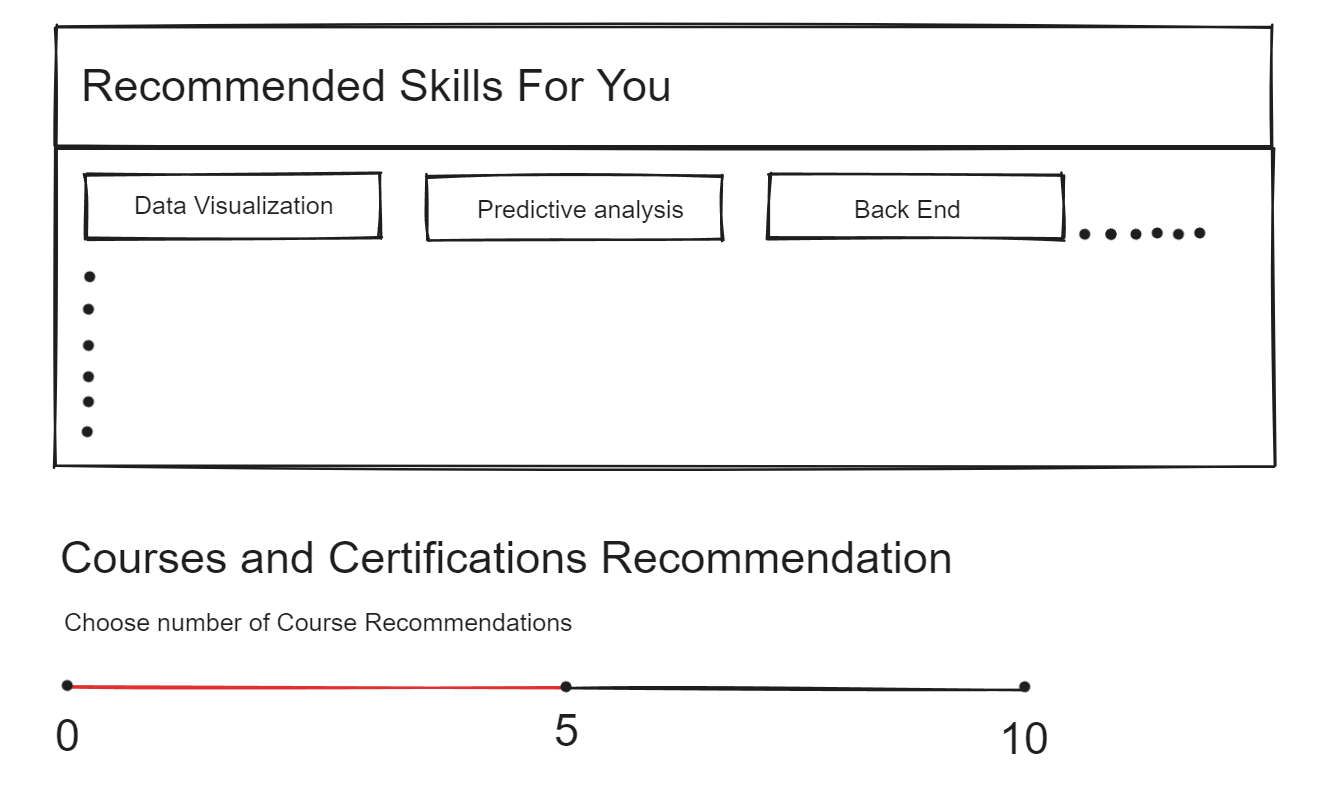 Recommended Skills For You
Data Visualization
Predictive analysis
Back End
Courses and Certifications Recommendation
Choose number of Course Recommendations
0
5
10